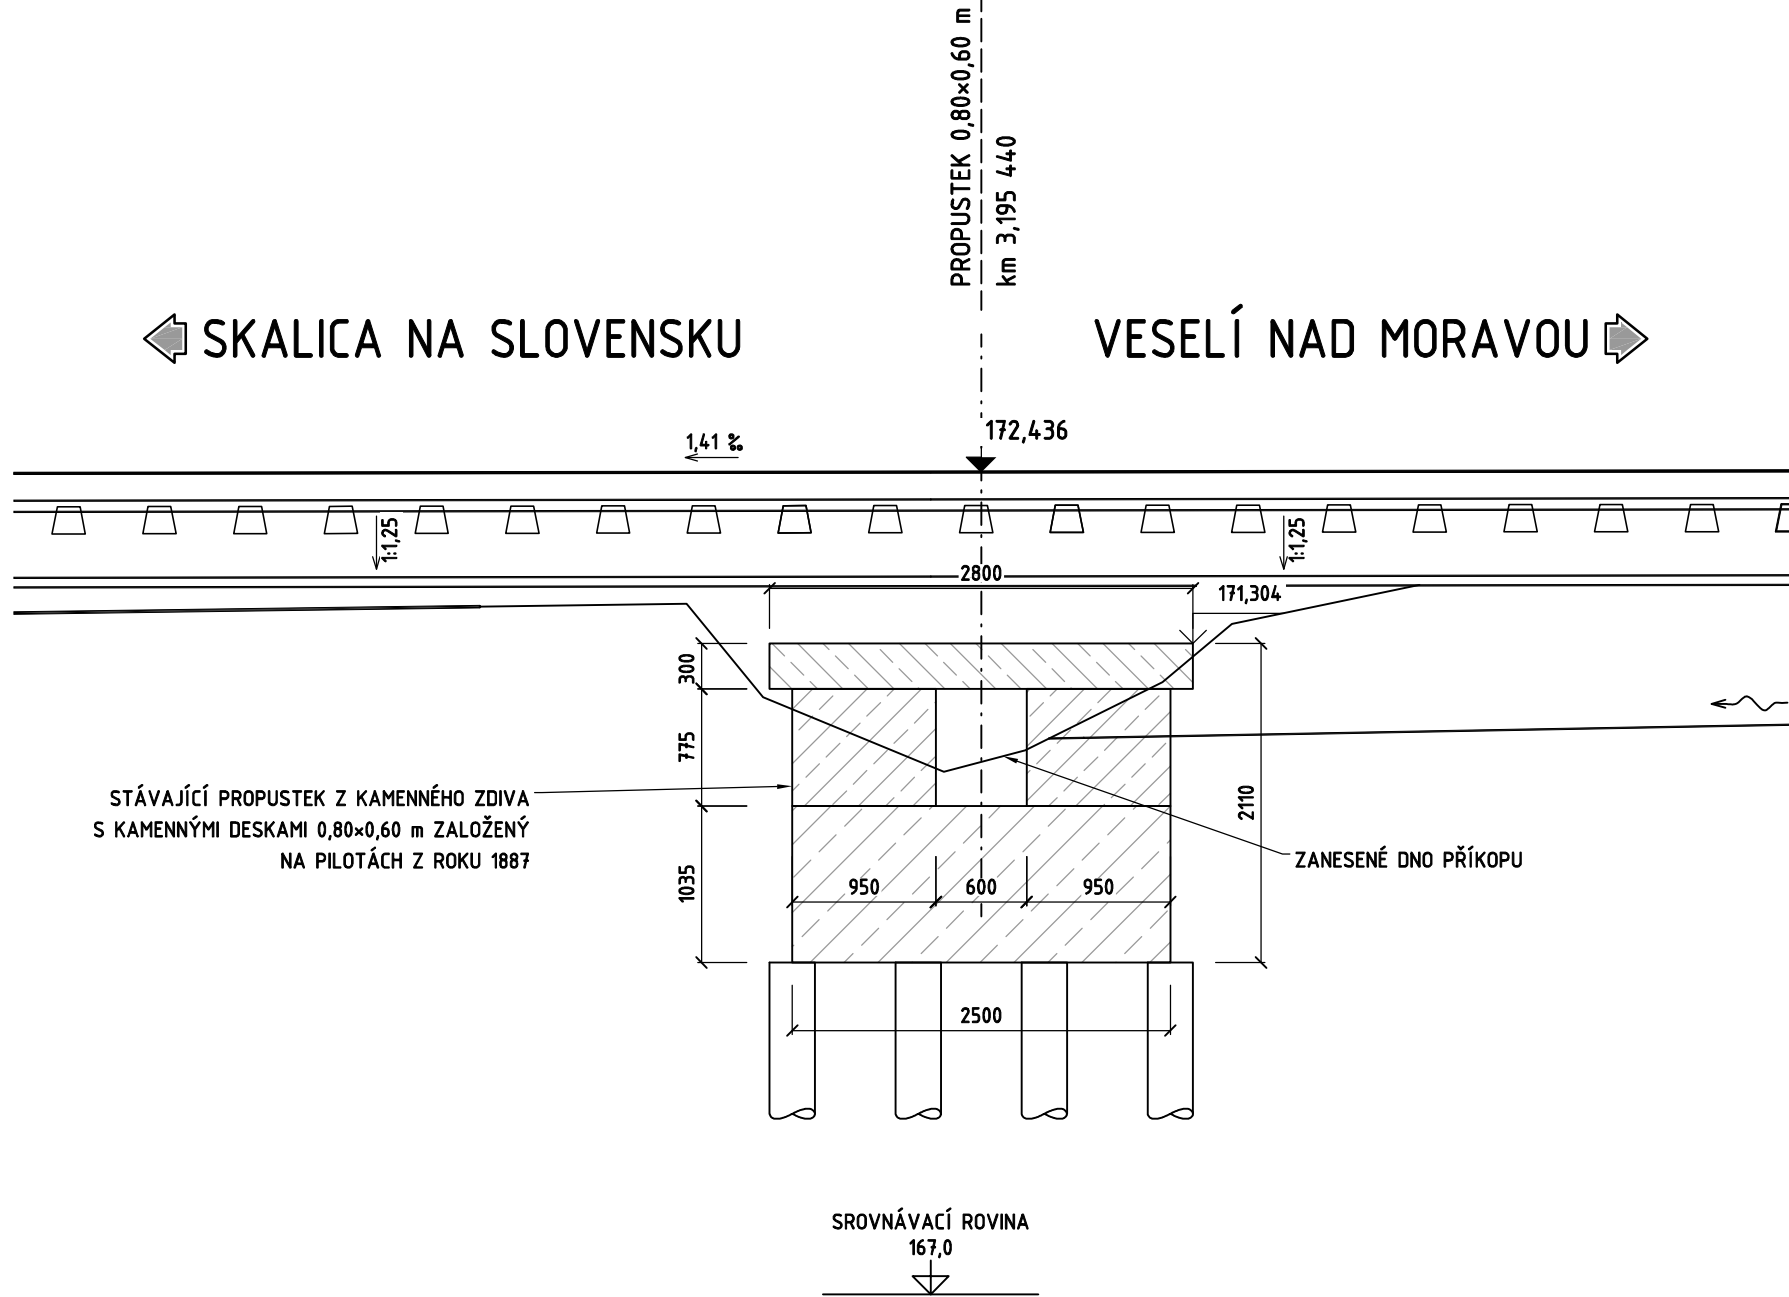 PROPUSTEK 0,80×0,60 m
km 3,195 440
SKALICA NA SLOVENSKU
VESELÍ NAD MORAVOU
172,436
1,41 ‰
1:1,25
1:1,25
2800
171,304
300
775
1035
2110
STÁVAJÍCÍ PROPUSTEK Z KAMENNÉHO ZDIVA
S KAMENNÝMI DESKAMI 0,80×0,60 m ZALOŽENÝ
NA PILOTÁCH Z ROKU 1887
ZANESENÉ DNO PŘÍKOPU
950
600
950
2500
SROVNÁVACÍ ROVINA
167,0